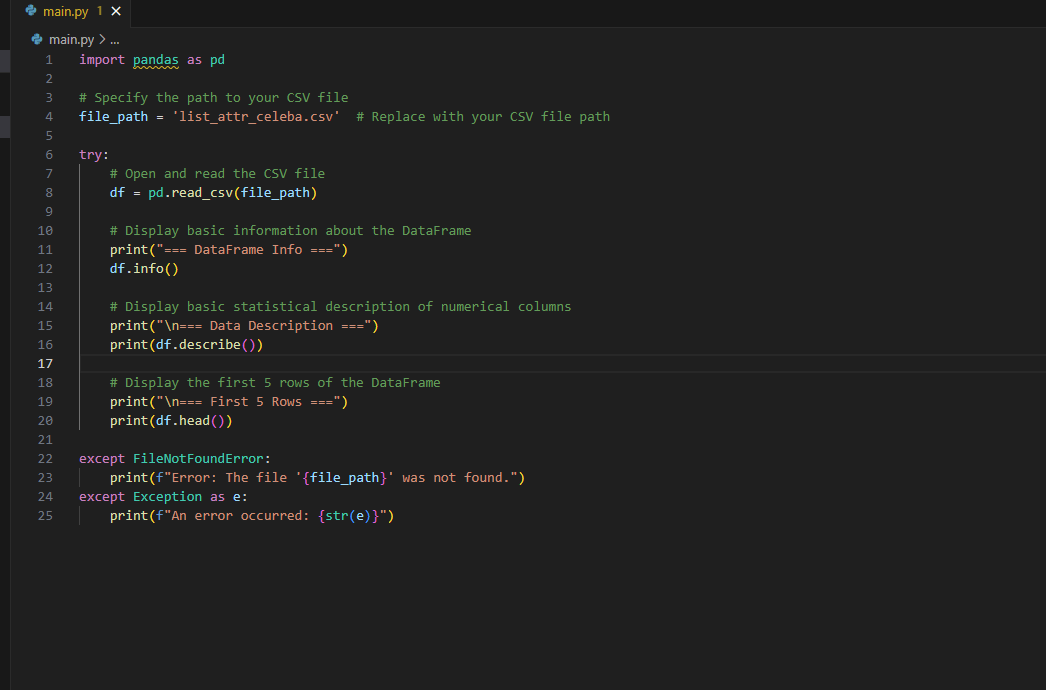 main.py 1 ×
main.py > ...
1 import pandas as pd
2
3 # Specify the path to your CSV file
4 file_path = 'list_attr_celeba.csv'  # Replace with your CSV file path
5
6 try:
7     # Open and read the CSV file
8     df = pd.read_csv(file_path)
9
10     # Display basic information about the DataFrame
11     print("=== DataFrame Info ===")
12     df.info()
13
14     # Display basic statistical description of numerical columns
15     print("\n=== Data Description ===")
16     print(df.describe())
17
18     # Display the first 5 rows of the DataFrame
19     print("\n=== First 5 Rows ===")
20     print(df.head())
21
22 except FileNotFoundError:
23     print(f"Error: The file '{file_path}' was not found.")
24 except Exception as e:
25     print(f"An error occurred: {str(e)}")